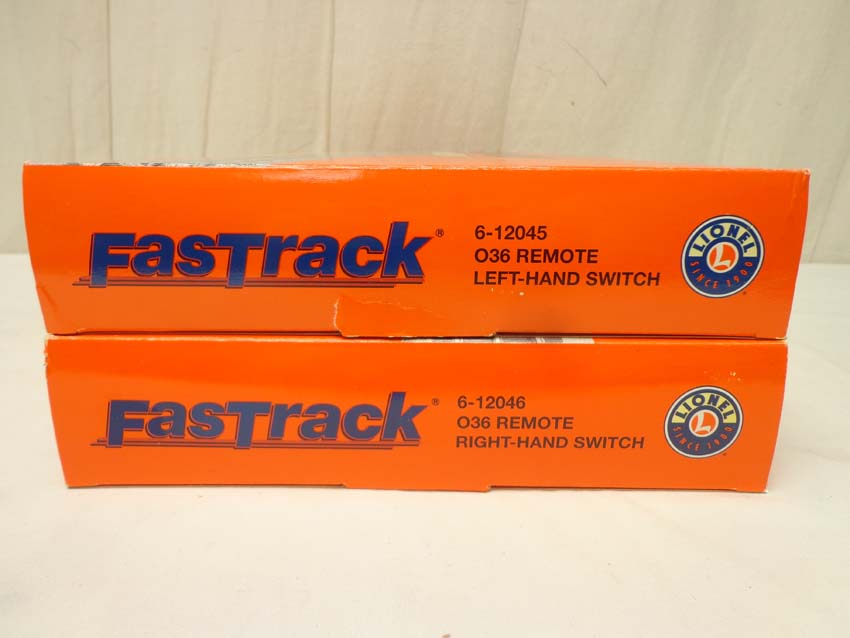 FasTrack®
6-12045
O36 REMOTE
LEFT-HAND SWITCH
LIONEL
L
SINCE 1900
FasTrack®
6-12046
O36 REMOTE
RIGHT-HAND SWITCH
LIONEL
L
SINCE 1900